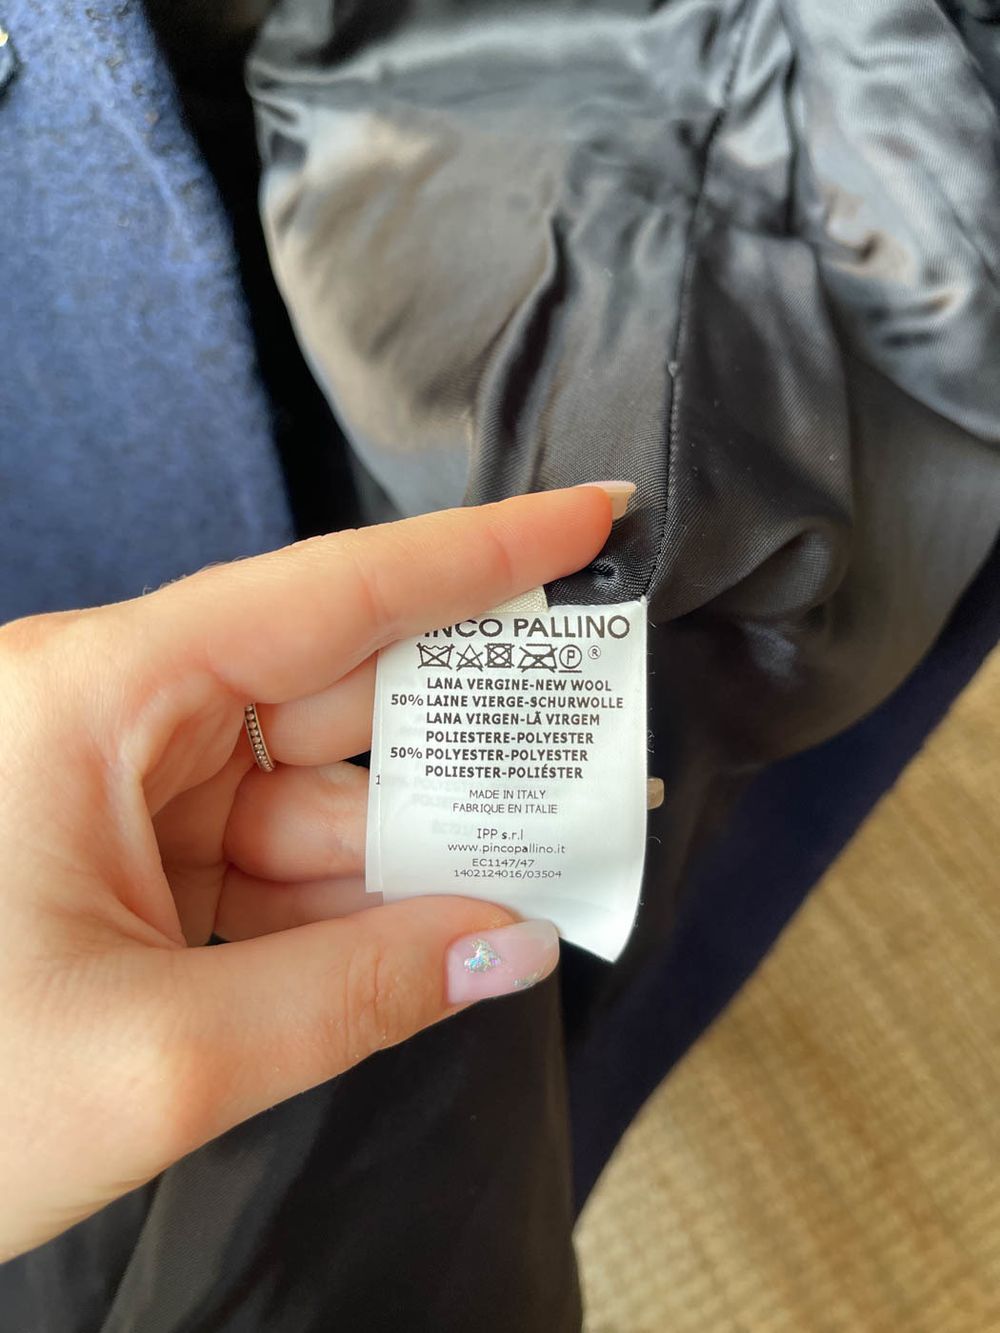 PINCO PALLINO
P ®
LANA VERGINE-NEW WOOL
50% LAINE VIERGE-SCHURWOLLE
LANA VIRGEN-LÃ VIRGEM
POLIESTERE-POLYESTER
50% POLYESTER-POLYESTER
POLIESTER-POLIÉSTER
MADE IN ITALY
FABRIQUE EN ITALIE
IPP s.r.l
www.pincopallino.it
EC1147/47
1402124016/03504